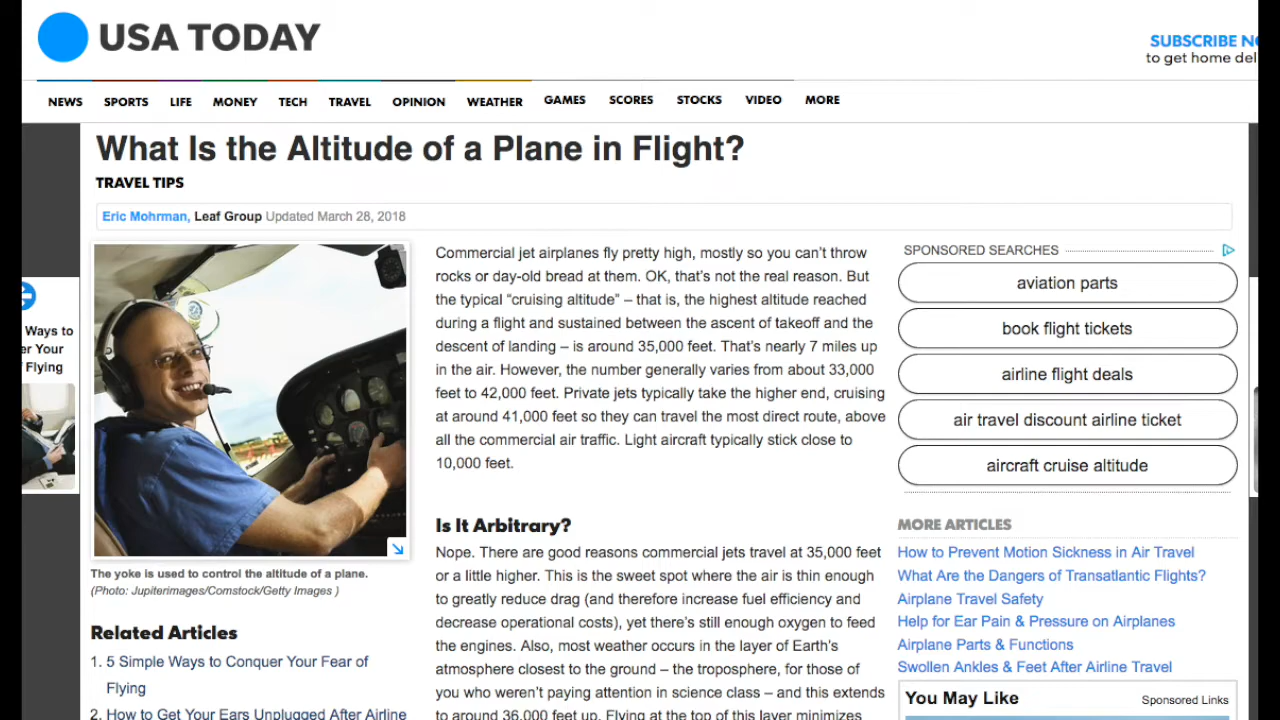 USA TODAY
SUBSCRIBE
to get home
NEWS SPORTS LIFE MONEY TECH TRAVEL OPINION WEATHER GAMES SCORES STOCKS VIDEO MORE
What Is the Altitude of a Plane in Flight?
TRAVEL TIPS
Eric Mohrman, Leaf Group Updated March 28, 2018
Ways to
Your
Flying
The yoke is used to control the altitude of a plane.
(Photo: Jupiterimages/Comstock/Getty Images )
Related Articles
1. 5 Simple Ways to Conquer Your Fear of
Flying
2. How to Get Your Ears Unplugged After Airline
Commercial jet airplanes fly pretty high, mostly so you can’t throw
rocks or day-old bread at them. OK, that’s not the real reason. But
the typical “cruising altitude” – that is, the highest altitude reached
during a flight and sustained between the ascent of takeoff and the
descent of landing – is around 35,000 feet. That’s nearly 7 miles up
in the air. However, the number generally varies from about 33,000
feet to 42,000 feet. Private jets typically take the higher end, cruising
at around 41,000 feet so they can travel the most direct route, above
all the commercial air traffic. Light aircraft typically stick close to
10,000 feet.
Is It Arbitrary?
Nope. There are good reasons commercial jets travel at 35,000 feet
or a little higher. This is the sweet spot where the air is thin enough
to greatly reduce drag (and therefore increase fuel efficiency and
decrease operational costs), yet there’s still enough oxygen to feed
the engines. Also, most weather occurs in the layer of Earth’s
atmosphere closest to the ground – the troposphere, for those of
you who weren’t paying attention in science class – and this extends
to around 36,000 feet up. Flying at the top of this layer minimizes
SPONSORED SEARCHES
aviation parts
book flight tickets
airline flight deals
air travel discount airline ticket
aircraft cruise altitude
MORE ARTICLES
How to Prevent Motion Sickness in Air Travel
What Are the Dangers of Transatlantic Flights?
Airplane Travel Safety
Help for Ear Pain & Pressure on Airplanes
Airplane Parts & Functions
Swollen Ankles & Feet After Airline Travel
You May Like Sponsored Links